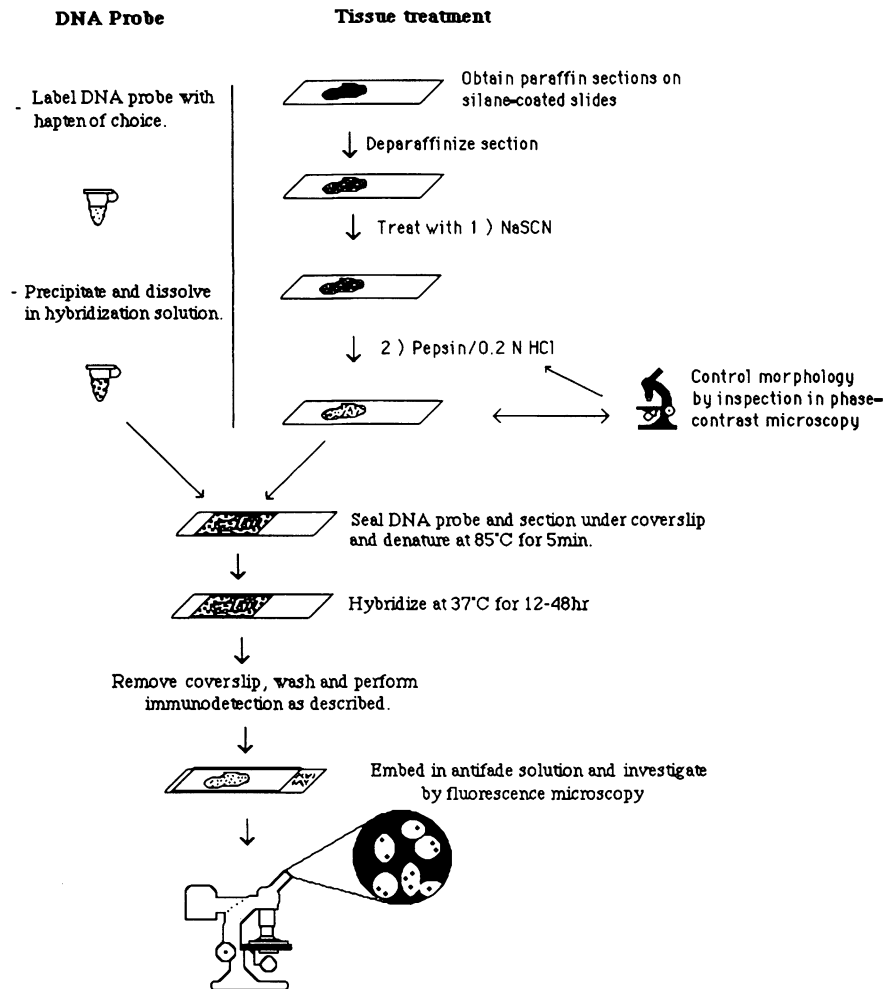 DNA Probe
Tissue treatment
- Label DNA probe with
hapten of choice.
- Precipitate and dissolve
in hybridization solution.
Obtain paraffin sections on
silane-coated slides
Deparaffinize section
Treat with 1 ) NaSCN
2 ) Pepsin/0.2 N HCl
Control morphology
by inspection in phase-
contrast microscopy
Seal DNA probe and section under coverslip
and denature at 85°C for 5min.
Hybridize at 37°C for 12-48hr
Remove coverslip, wash and perform
immunodetection as described.
Embed in antifade solution and investigate
by fluorescence microscopy